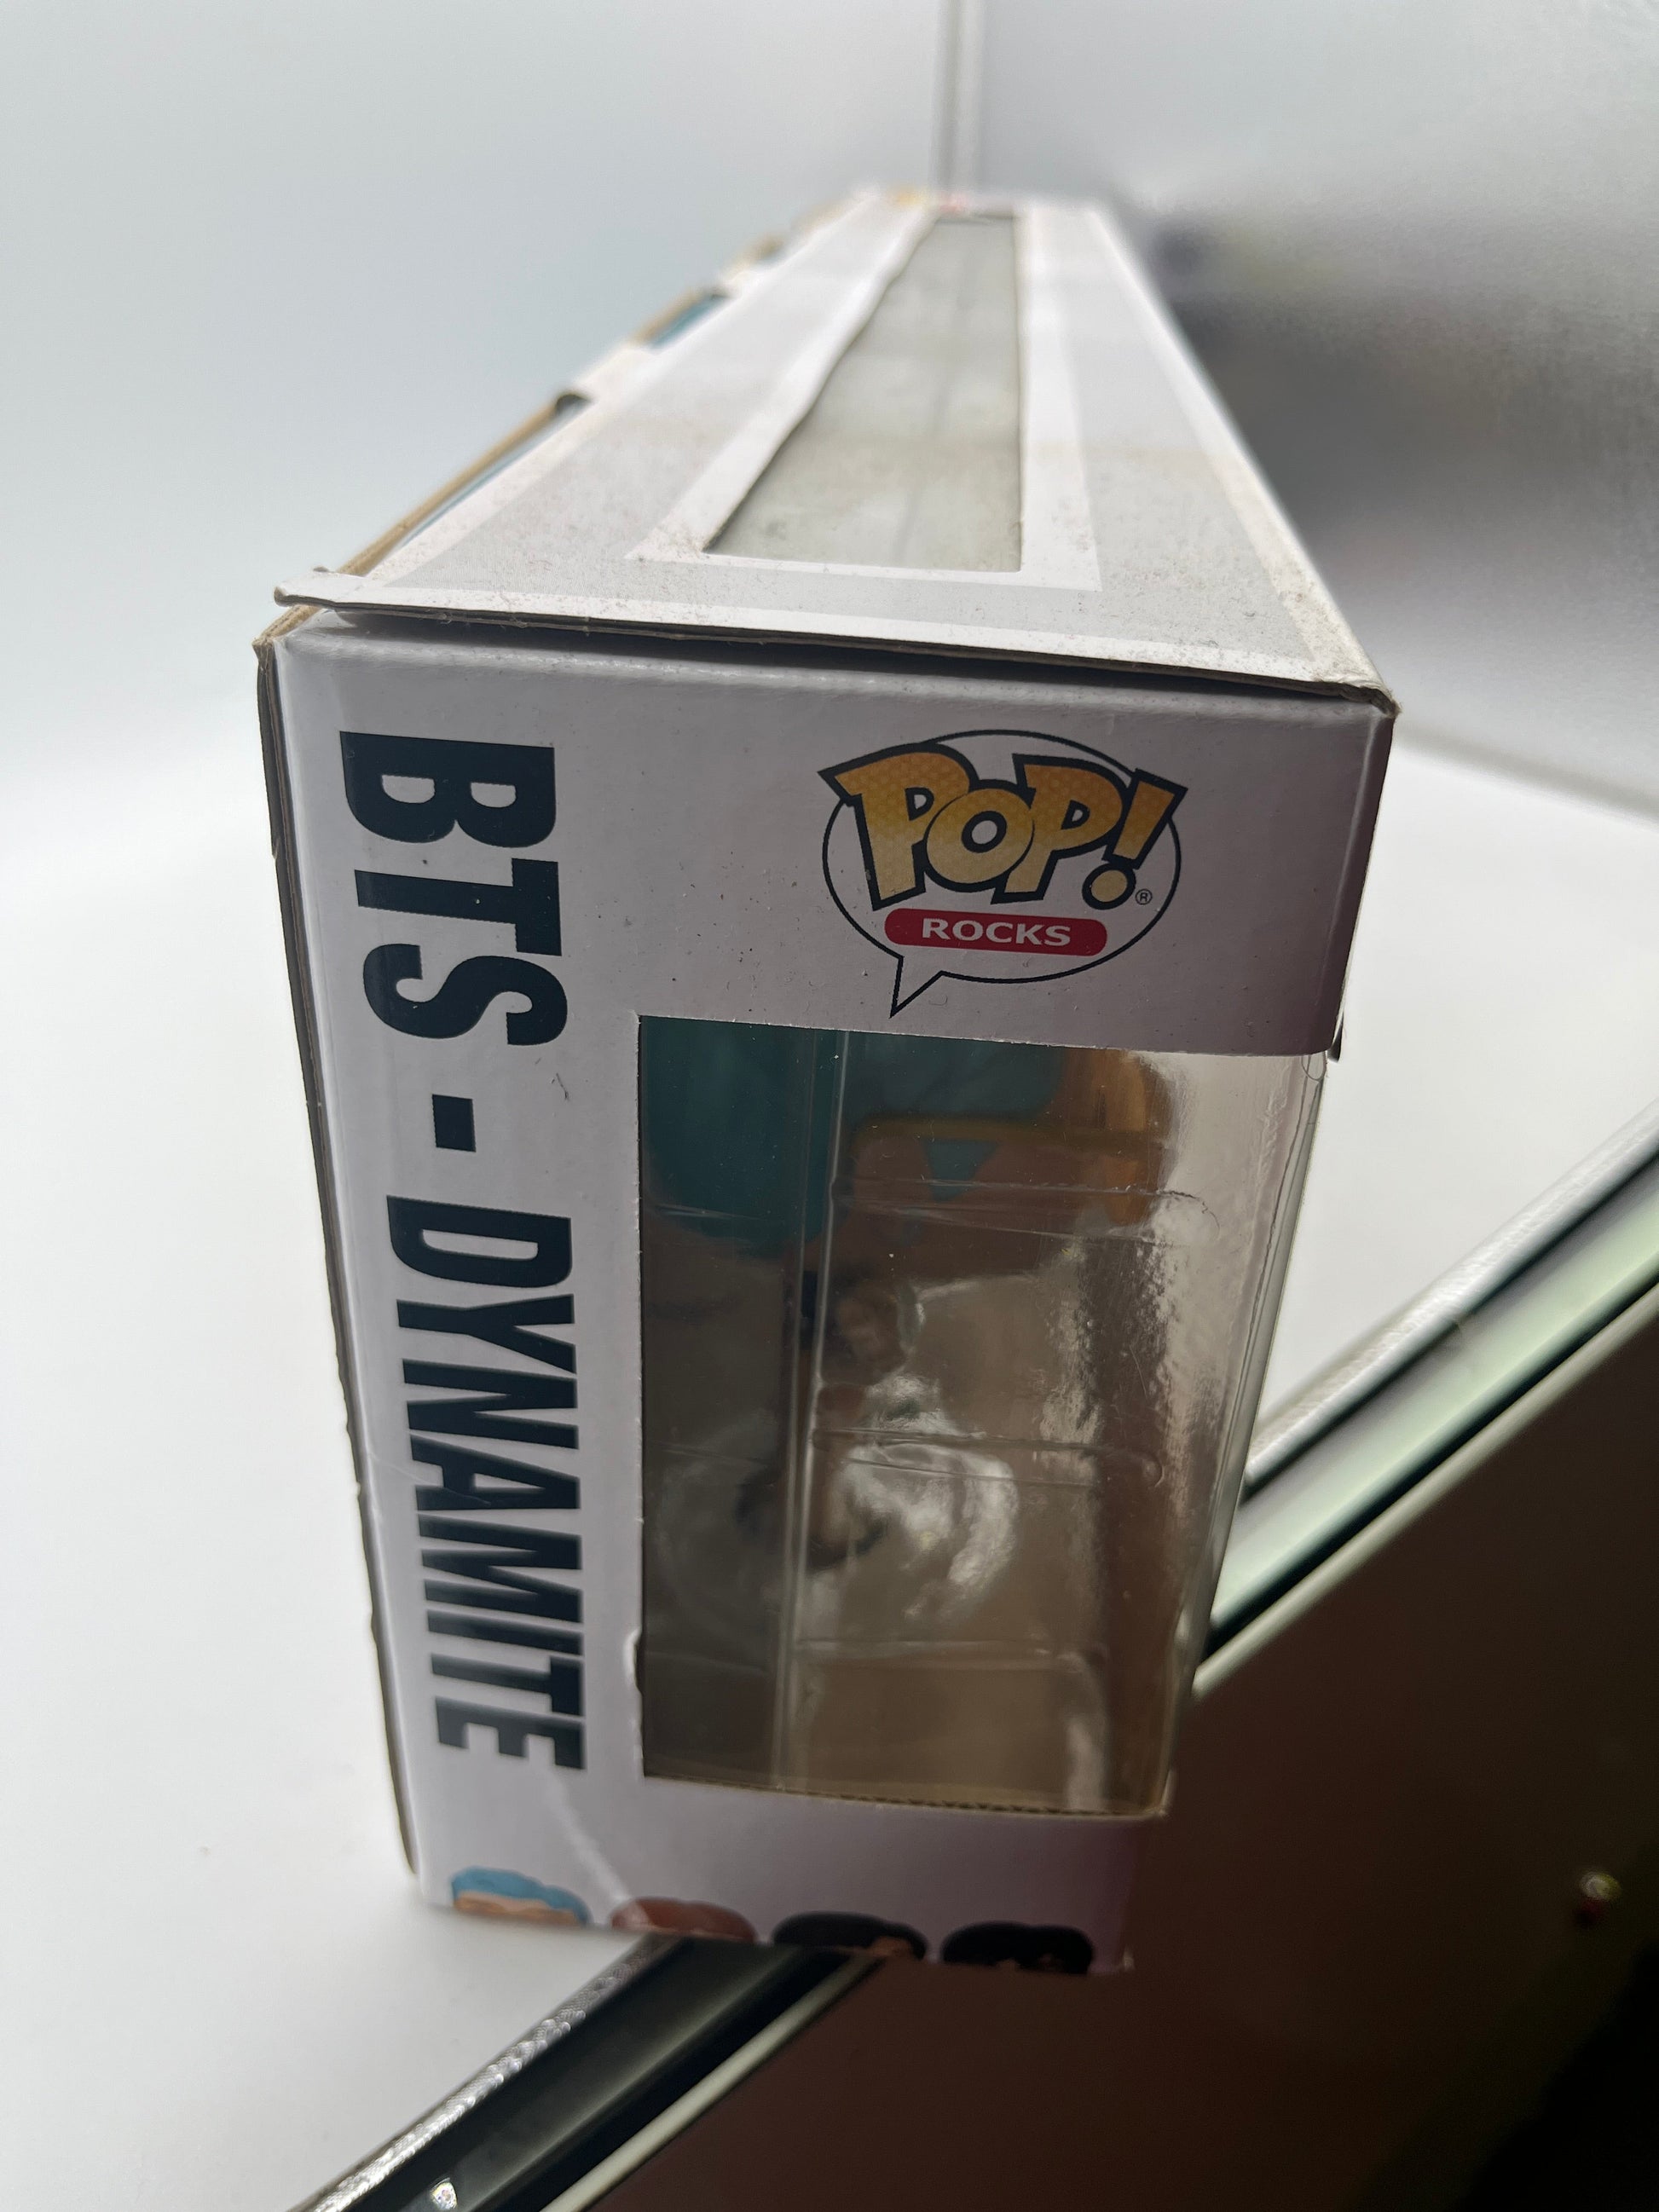 POP!®
ROCKS
BTS - DYNAMITE